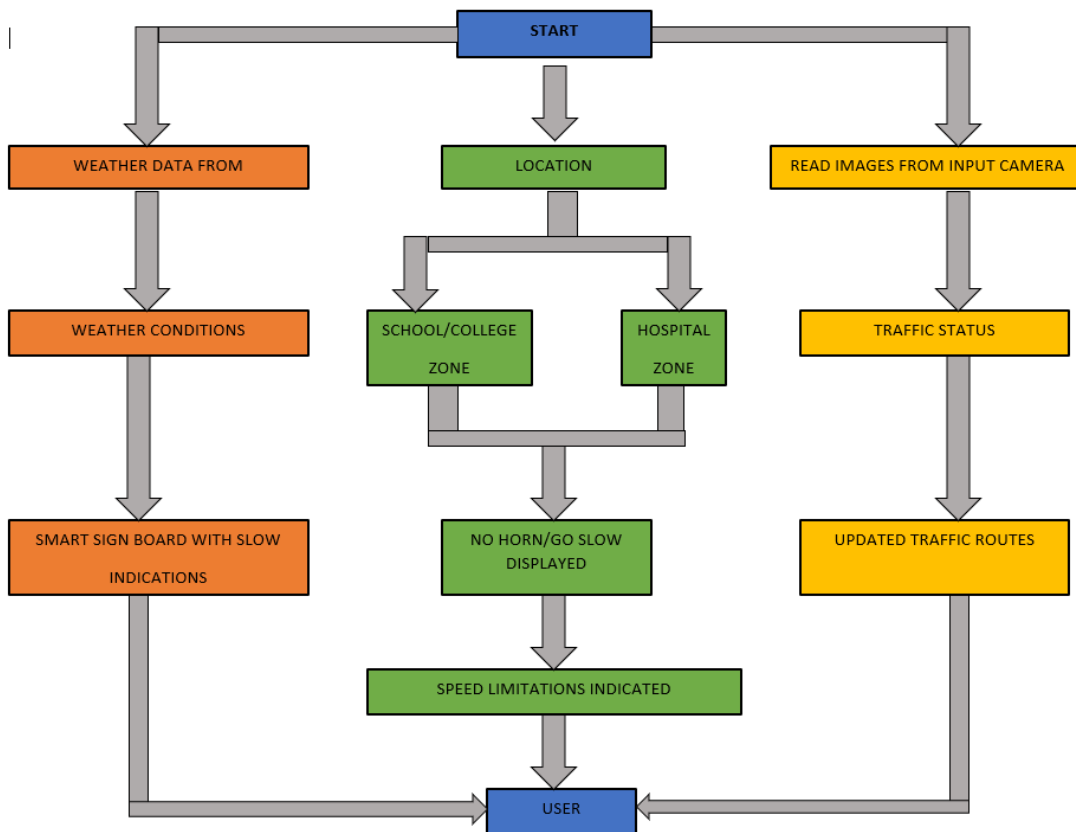 START
WEATHER DATA FROM
LOCATION
READ IMAGES FROM INPUT CAMERA
WEATHER CONDITIONS
SCHOOL/COLLEGE
ZONE
HOSPITAL
ZONE
TRAFFIC STATUS
SMART SIGN BOARD WITH SLOW
INDICATIONS
NO HORN/GO SLOW
DISPLAYED
UPDATED TRAFFIC ROUTES
SPEED LIMITATIONS INDICATED
USER